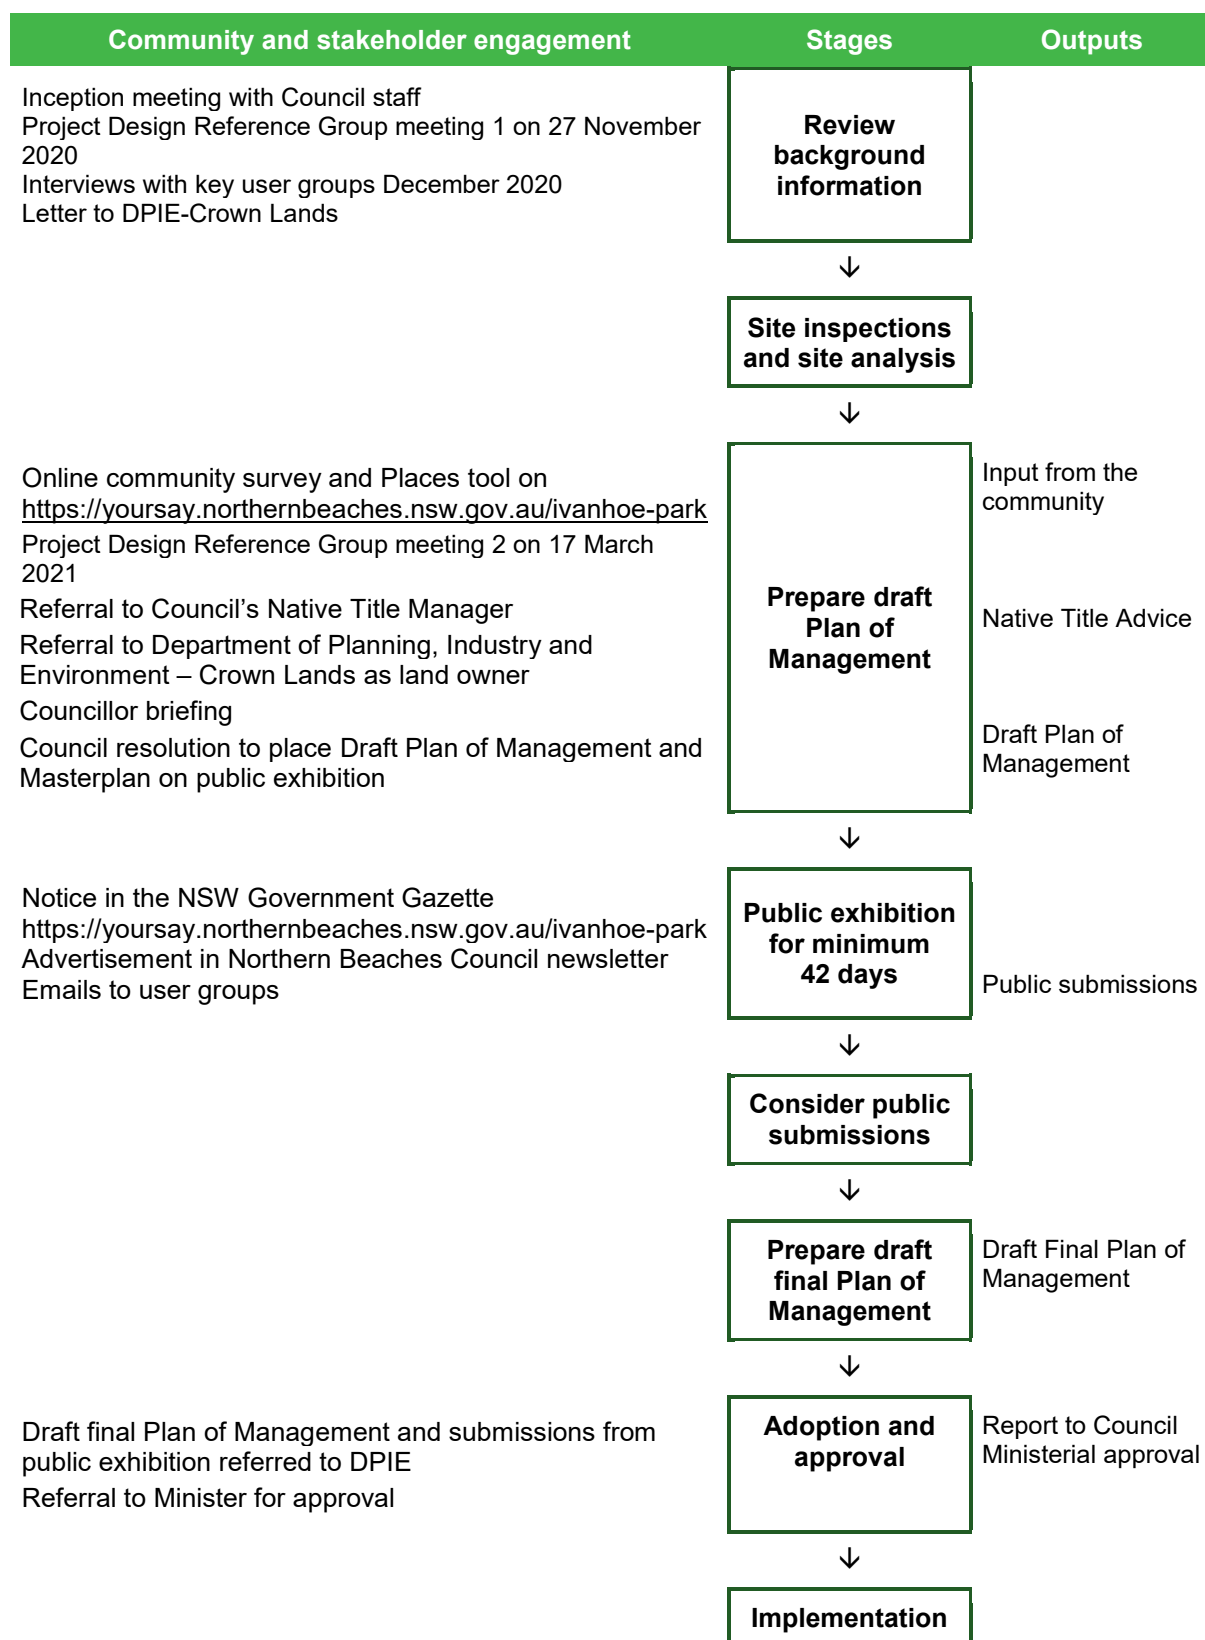 Community and stakeholder engagement
Stages
Outputs
Inception meeting with Council staff
Project Design Reference Group meeting 1 on 27 November
2020
Interviews with key user groups December 2020
Letter to DPIE-Crown Lands
Review
background
information
↓
Site inspections
and site analysis
↓
Online community survey and Places tool on
https://yoursay.northernbeaches.nsw.gov.au/ivanhoe-park
Project Design Reference Group meeting 2 on 17 March
2021
Referral to Council’s Native Title Manager
Referral to Department of Planning, Industry and
Environment – Crown Lands as land owner
Councillor briefing
Council resolution to place Draft Plan of Management and
Masterplan on public exhibition
Prepare draft
Plan of
Management
Input from the
community
Native Title Advice
Draft Plan of
Management
↓
Notice in the NSW Government Gazette
https://yoursay.northernbeaches.nsw.gov.au/ivanhoe-park
Advertisement in Northern Beaches Council newsletter
Emails to user groups
Public exhibition
for minimum
42 days
Public submissions
↓
Consider public
submissions
↓
Prepare draft
final Plan of
Management
Draft Final Plan of
Management
↓
Draft final Plan of Management and submissions from
public exhibition referred to DPIE
Referral to Minister for approval
Adoption and
approval
Report to Council
Ministerial approval
↓
Implementation